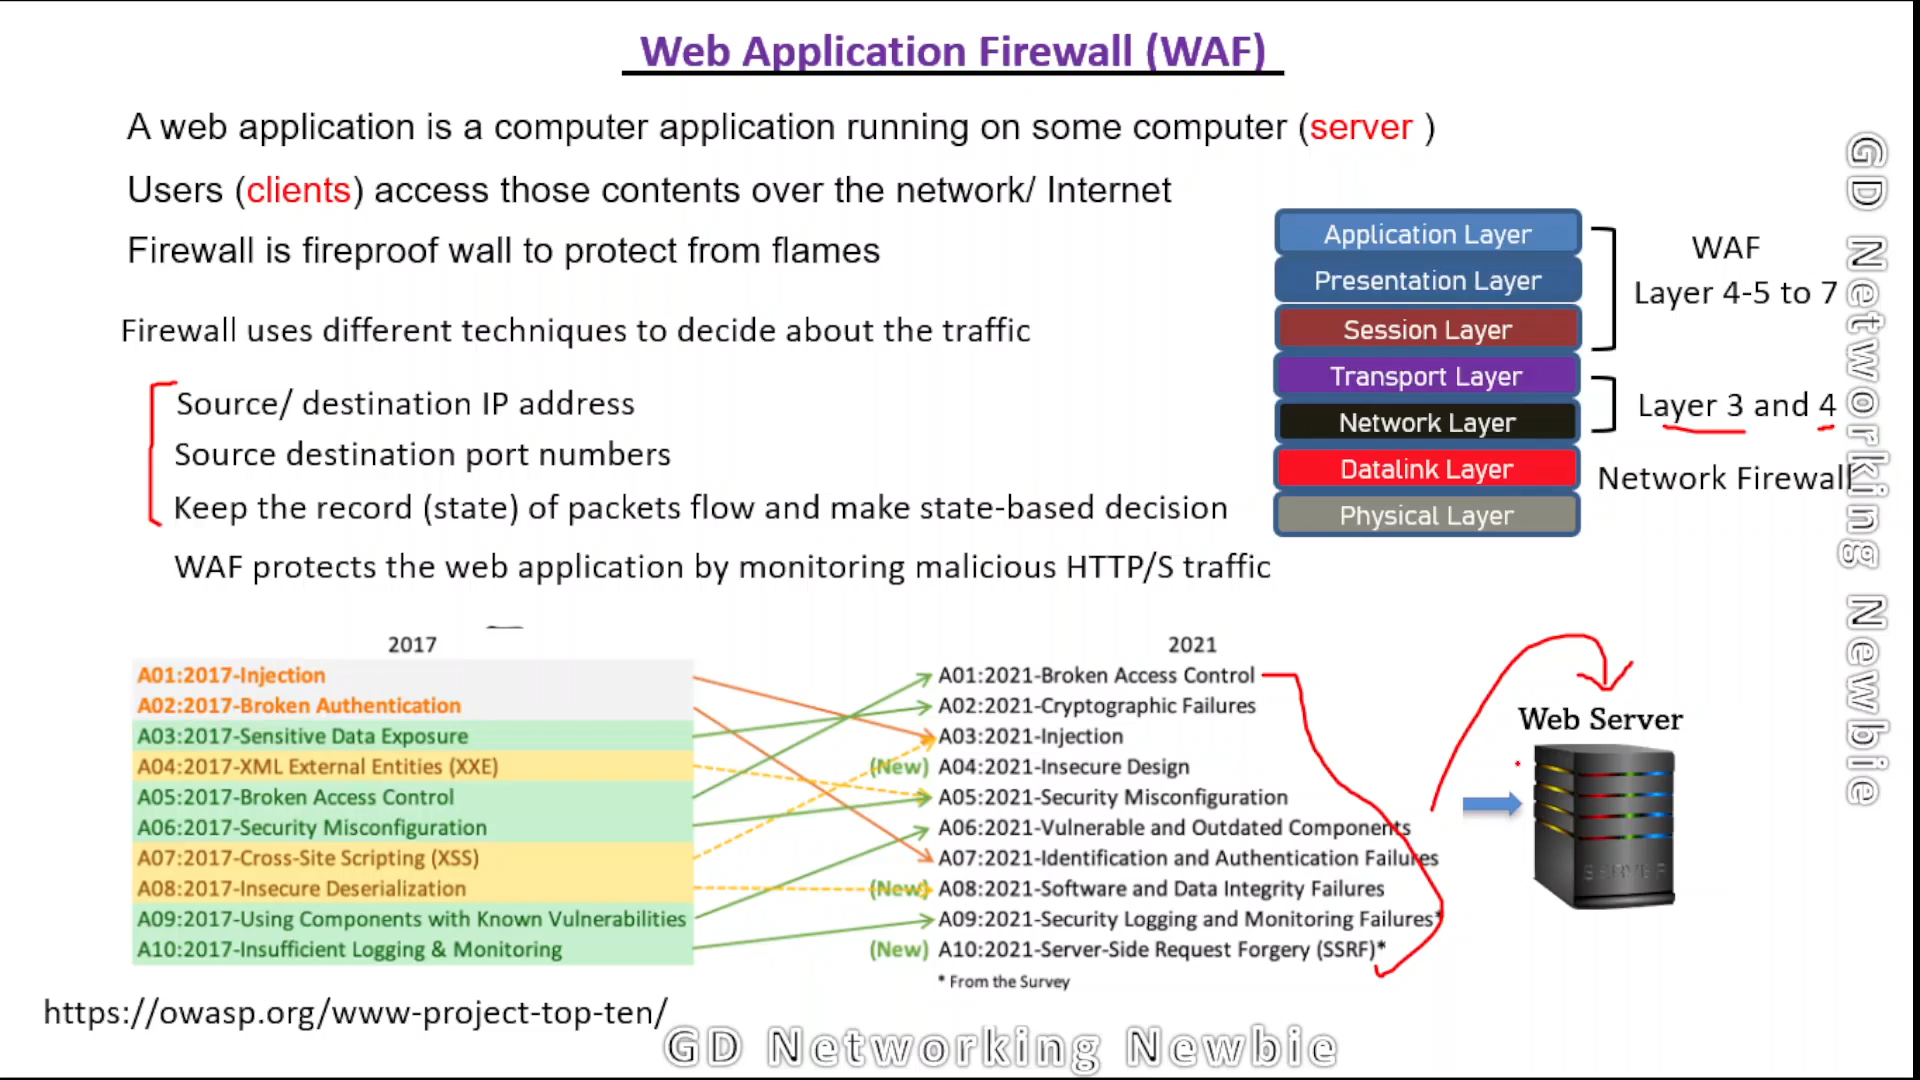 Web Application Firewall (WAF)
A web application is a computer application running on some computer (server )
Users (clients) access those contents over the network/ Internet
Firewall is fireproof wall to protect from flames
Firewall uses different techniques to decide about the traffic
Source/ destination IP address
Source destination port numbers
Keep the record (state) of packets flow and make state-based decision
WAF protects the web application by monitoring malicious HTTP/S traffic
Application Layer
Presentation Layer
Session Layer
Transport Layer
Network Layer
Datalink Layer
Physical Layer
WAF
Layer 4-5 to 7
Layer 3 and 4
Network Firewall
2017
A01:2017-Injection
A02:2017-Broken Authentication
A03:2017-Sensitive Data Exposure
A04:2017-XML External Entities (XXE)
A05:2017-Broken Access Control
A06:2017-Security Misconfiguration
A07:2017-Cross-Site Scripting (XSS)
A08:2017-Insecure Deserialization
A09:2017-Using Components with Known Vulnerabilities
A10:2017-Insufficient Logging & Monitoring
2021
A01:2021-Broken Access Control
A02:2021-Cryptographic Failures
A03:2021-Injection
(New) A04:2021-Insecure Design
A05:2021-Security Misconfiguration
A06:2021-Vulnerable and Outdated Components
A07:2021-Identification and Authentication Failures
(New) A08:2021-Software and Data Integrity Failures
A09:2021-Security Logging and Monitoring Failures*
(New) A10:2021-Server-Side Request Forgery (SSRF)*
* From the Survey
Web Server
SERVER
https://owasp.org/www-project-top-ten/
GD Networking Newbie
GD Networking Newbie